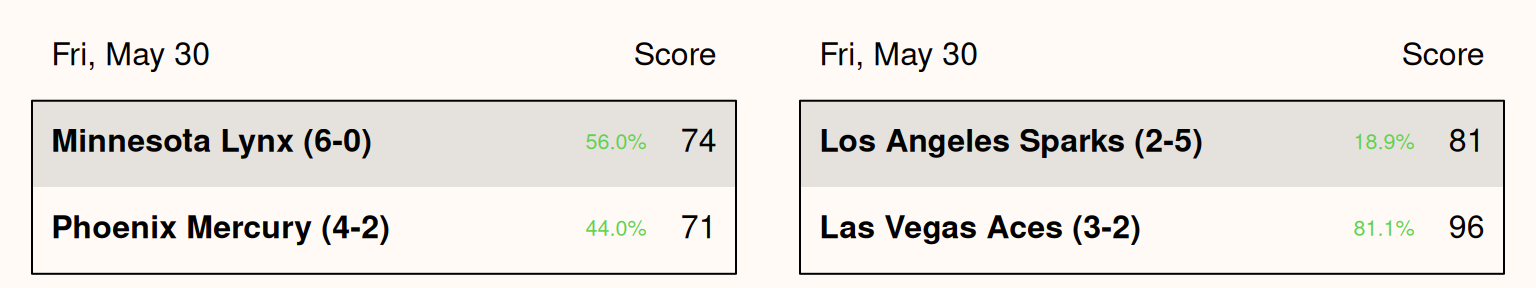 Fri, May 30 Score
Minnesota Lynx (6-0) 56.0% 74
Phoenix Mercury (4-2) 44.0% 71
Fri, May 30 Score
Los Angeles Sparks (2-5) 18.9% 81
Las Vegas Aces (3-2) 81.1% 96